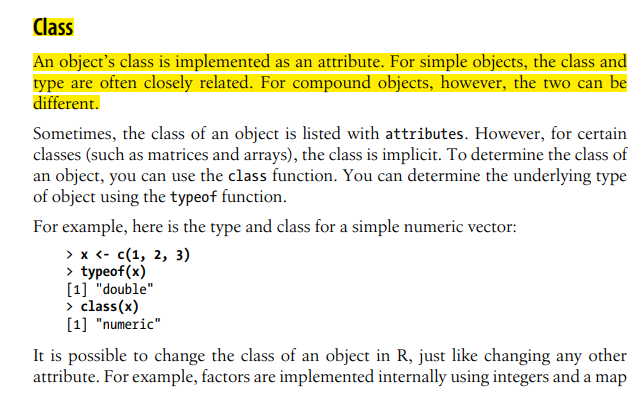 Class
An object's class is implemented as an attribute. For simple objects, the class and
type are often closely related. For compound objects, however, the two can be
different.
Sometimes, the class of an object is listed with attributes. However, for certain
classes (such as matrices and arrays), the class is implicit. To determine the class of
an object, you can use the class function. You can determine the underlying type
of object using the typeof function.
For example, here is the type and class for a simple numeric vector:
> x <- c(1, 2, 3)
> typeof(x)
[1] "double"
> class(x)
[1] "numeric"
It is possible to change the class of an object in R, just like changing any other
attribute. For example, factors are implemented internally using integers and a map